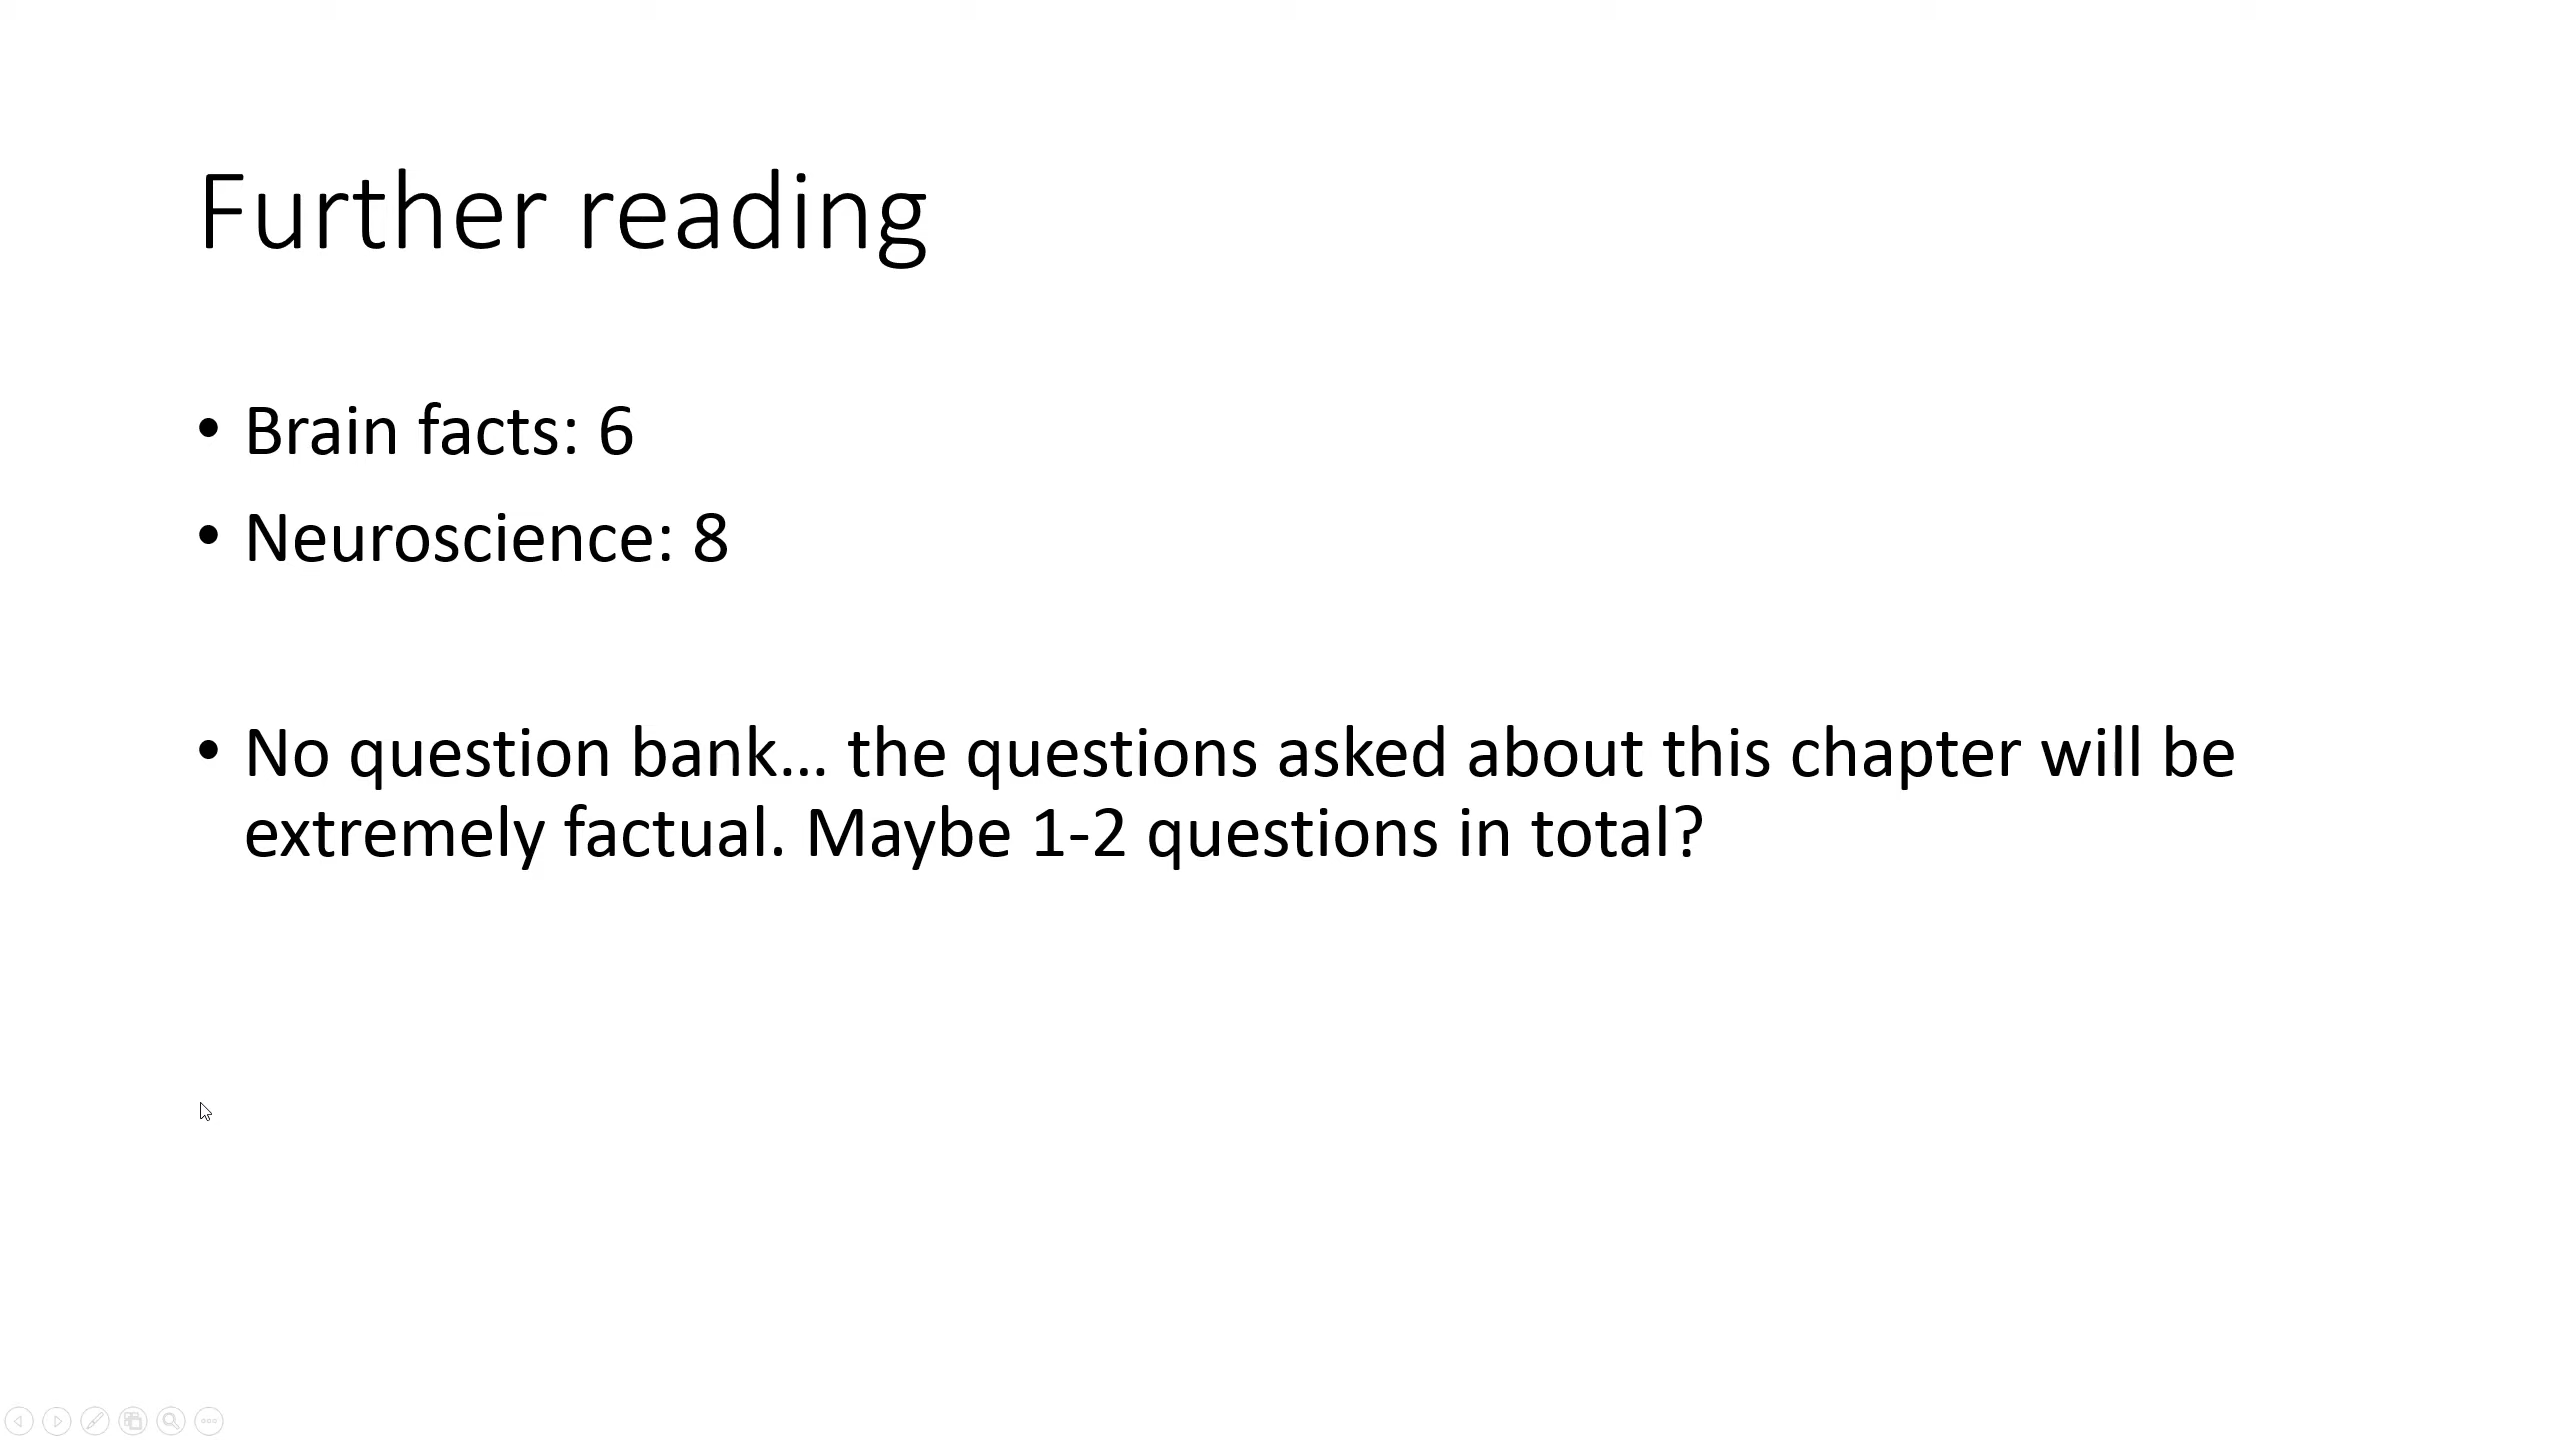 Further reading
• Brain facts: 6
• Neuroscience: 8
• No question bank... the questions asked about this chapter will be
extremely factual. Maybe 1-2 questions in total?